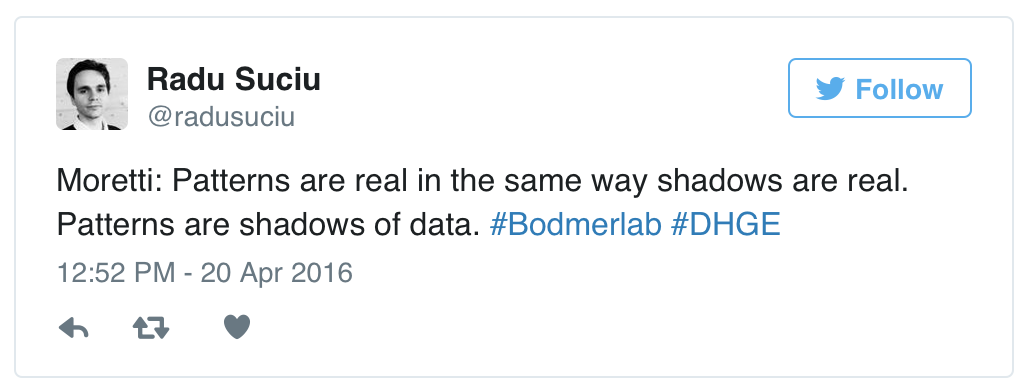 Radu Suciu
Follow
@radusuciu
Moretti: Patterns are real in the same way shadows are real.
Patterns are shadows of data. #Bodmerlab #DHGE
12:52 PM - 20 Apr 2016